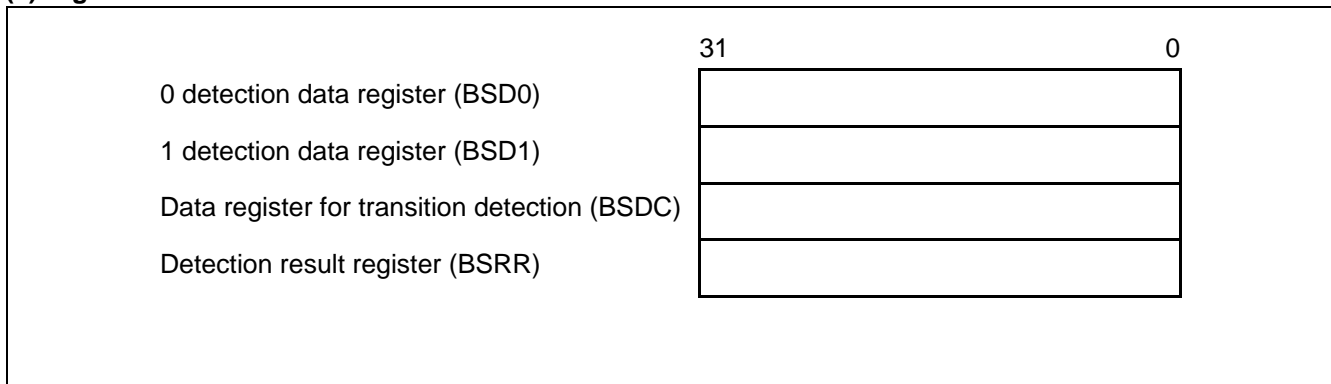 31 0
0 detection data register (BSD0)
1 detection data register (BSD1)
Data register for transition detection (BSDC)
Detection result register (BSRR)